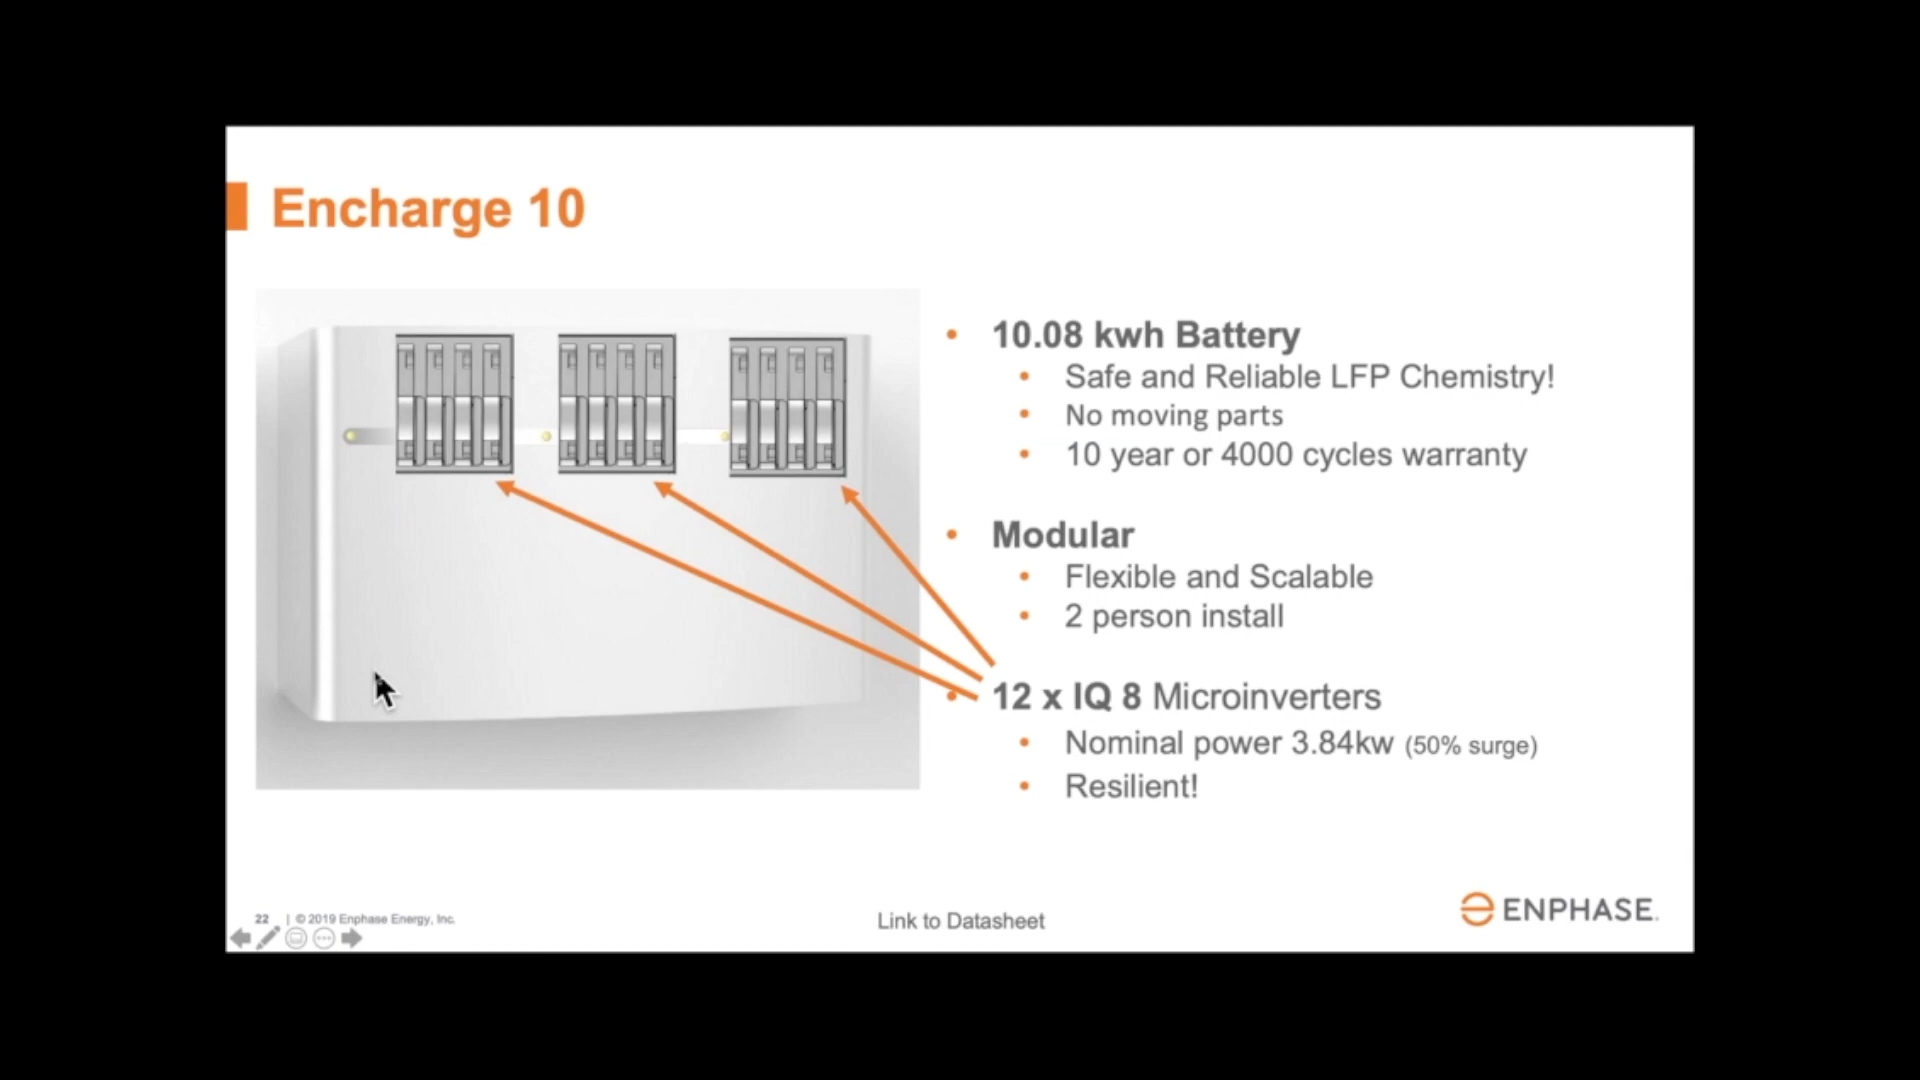 Encharge 10
10.08 kwh Battery
Safe and Reliable LFP Chemistry!
No moving parts
10 year or 4000 cycles warranty
Modular
Flexible and Scalable
2 person install
12 x IQ 8 Microinverters
Nominal power 3.84kw (50% surge)
Resilient!
22 | © 2019 Enphase Energy, Inc.
Link to Datasheet
ENPHASE.